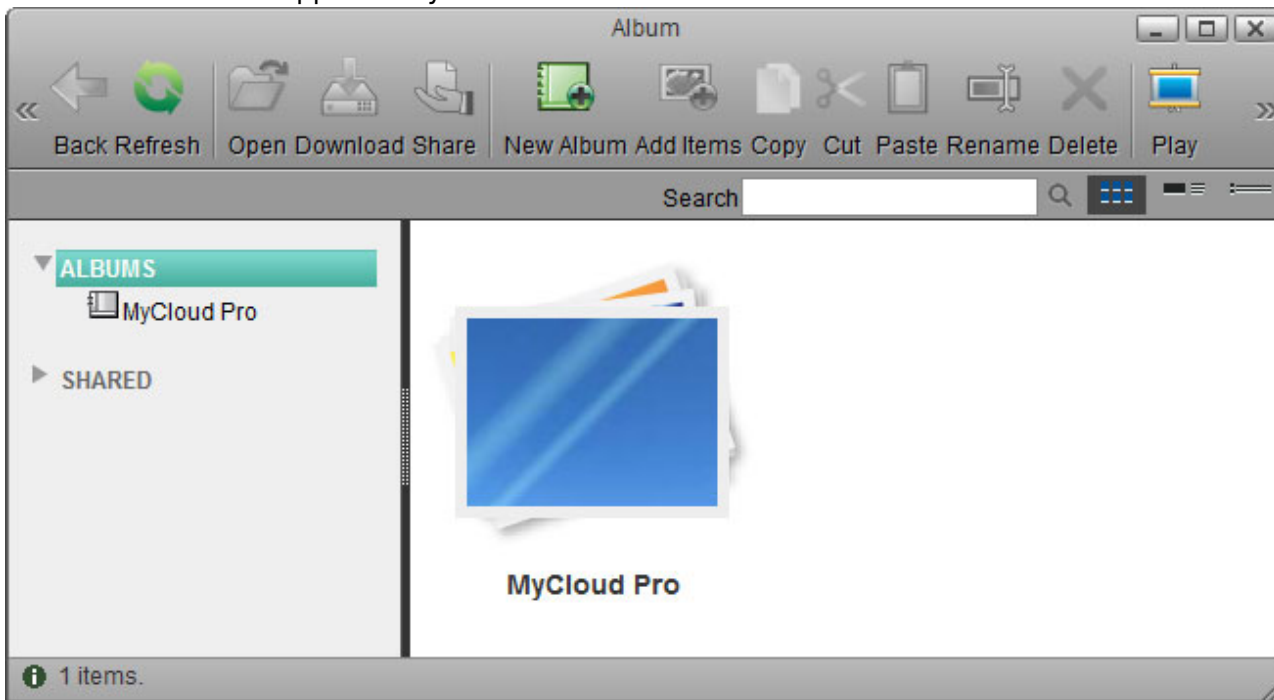 Album
Back Refresh Open Download Share New Album Add Items Copy Cut Paste Rename Delete Play
Search
ALBUMS
MyCloud Pro
SHARED
MyCloud Pro
1 items.